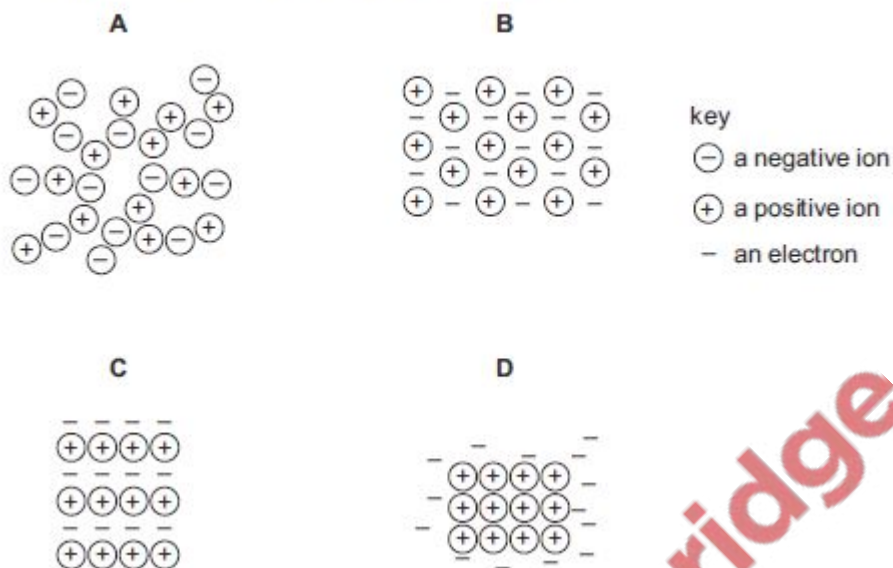 A
B
key
⊖ a negative ion
⊕ a positive ion
– an electron
C
D
ridge